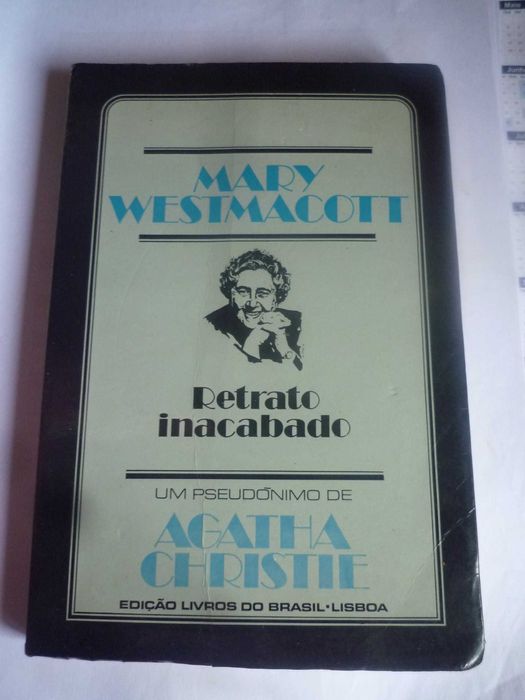 MARY
WESTMACOTT
Retrato
inacabado
UM PSEUDÓNIMO DE
AGATHA
CHRISTIE
EDIÇÃO LIVROS DO BRASIL • LISBOA